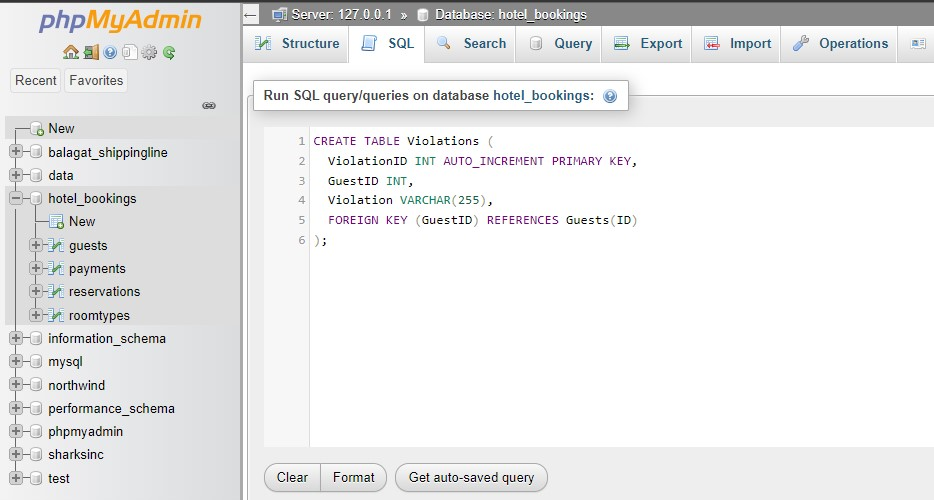 phpMyAdmin
Recent Favorites
New
balagat_shippingline
data
hotel_bookings
New
guests
payments
reservations
roomtypes
information_schema
mysql
northwind
performance_schema
phpmyadmin
sharksinc
test
Server: 127.0.0.1 » Database: hotel_bookings
Structure SQL Search Query Export Import Operations
Run SQL query/queries on database hotel_bookings:
1 CREATE TABLE Violations (
2 ViolationID INT AUTO_INCREMENT PRIMARY KEY,
3 GuestID INT,
4 Violation VARCHAR(255),
5 FOREIGN KEY (GuestID) REFERENCES Guests(ID)
6 );
Clear Format Get auto-saved query